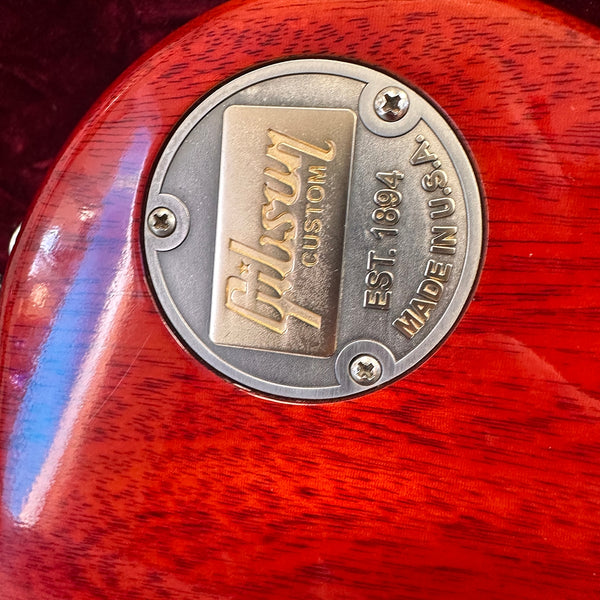 Gibson
CUSTOM
EST. 1894
MADE IN U.S.A.